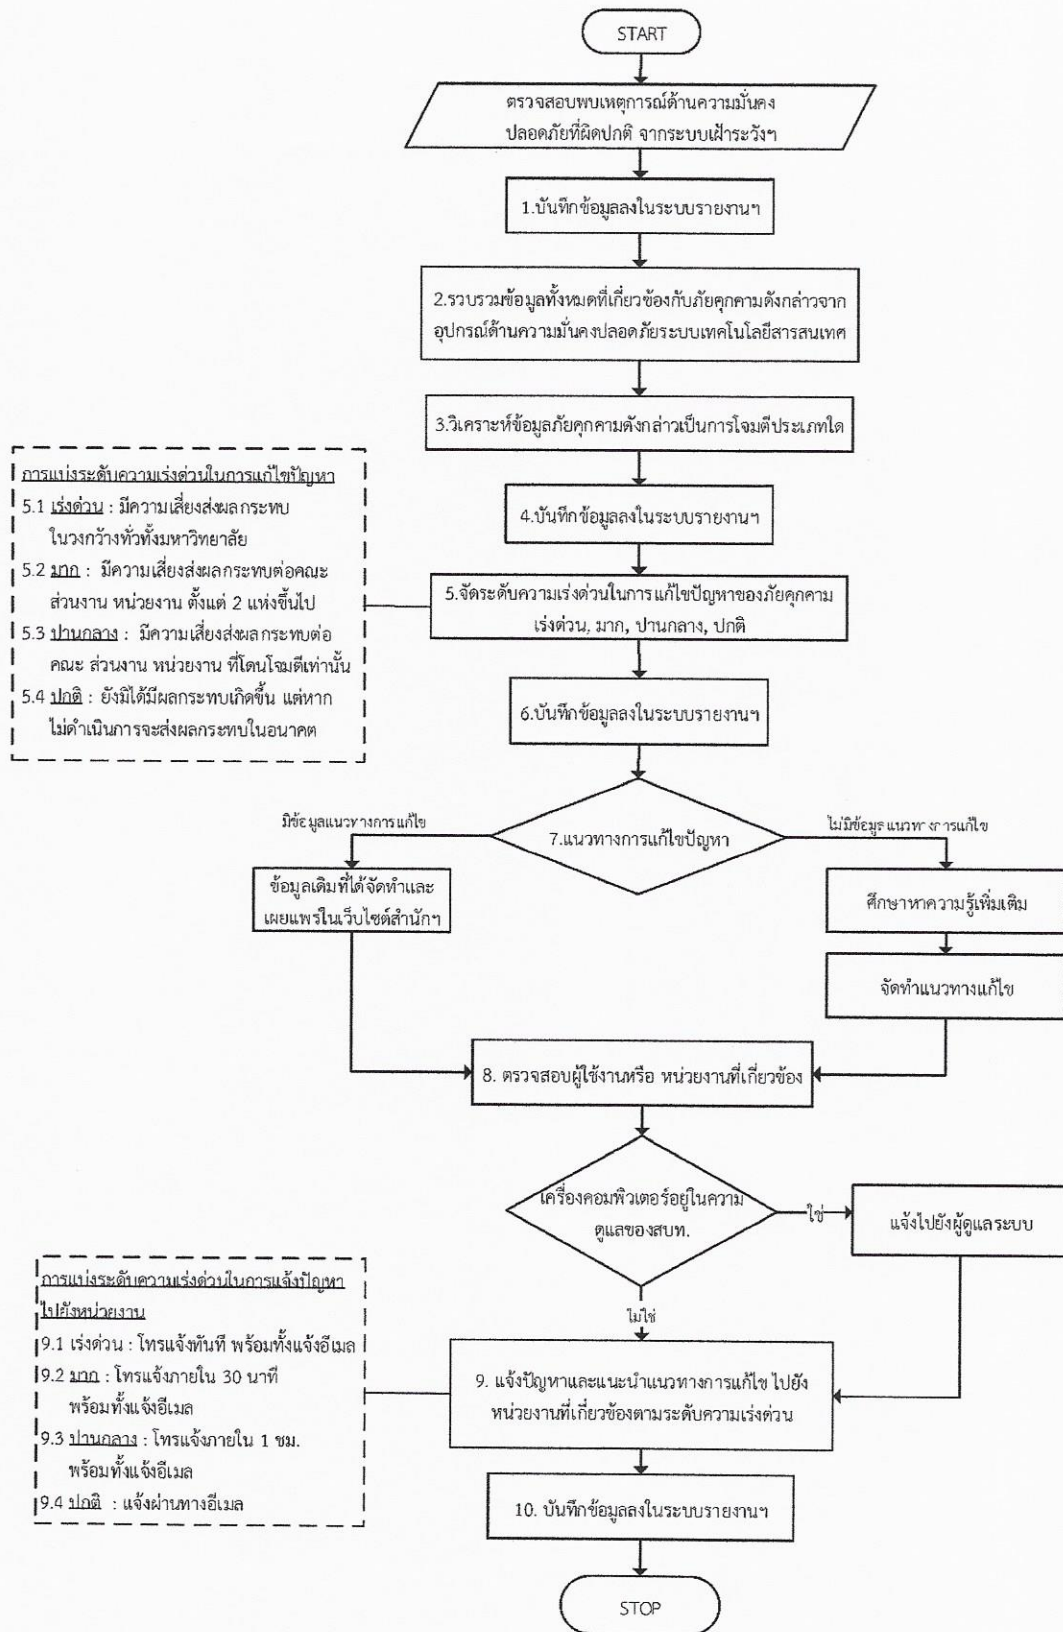 START
ตรวจสอบพบเหตุการณ์ด้านความมั่นคง
ปลอดภัยที่ผิดปกติ จากระบบเฝ้าระวังฯ
1.บันทึกข้อมูลลงในระบบรายงานฯ
2.รวบรวมข้อมูลทั้งหมดที่เกี่ยวข้องกับภัยคุกคามดังกล่าวจาก
อุปกรณ์ด้านความมั่นคงปลอดภัยระบบเทคโนโลยีสารสนเทศ
3.วิเคราะห์ข้อมูลภัยคุกคามดังกล่าวเป็นการโจมตีประเภทใด
4.บันทึกข้อมูลลงในระบบรายงานฯ
การแบ่งระดับความเร่งด่วนในการแก้ไขปัญหา
5.1 เร่งด่วน : มีความเสี่ยงส่งผลกระทบ
ในวงกว้างทั่วทั้งมหาวิทยาลัย
5.2 มาก : มีความเสี่ยงส่งผลกระทบต่อคณะ
ส่วนงาน หน่วยงาน ตั้งแต่ 2 แห่งขึ้นไป
5.3 ปานกลาง : มีความเสี่ยงส่งผลกระทบต่อ
คณะ ส่วนงาน หน่วยงาน ที่โดนโจมตีเท่านั้น
5.4 ปกติ : ยังมิได้มีผลกระทบเกิดขึ้น แต่หาก
ไม่ดำเนินการจะส่งผลกระทบในอนาคต
5.จัดระดับความเร่งด่วนในการแก้ไขปัญหาของภัยคุกคาม
เร่งด่วน, มาก, ปานกลาง, ปกติ
6.บันทึกข้อมูลลงในระบบรายงานฯ
7.แนวทางการแก้ไขปัญหา
มีข้อมูลแนวทางการแก้ไข
ไม่มีข้อมูลแนวทางการแก้ไข
ข้อมูลเดิมที่ได้จัดทำและ
เผยแพร่ในเว็บไซต์สำนักฯ
ศึกษาหาความรู้เพิ่มเติม
จัดทำแนวทางแก้ไข
8. ตรวจสอบผู้ใช้งานหรือ หน่วยงานที่เกี่ยวข้อง
เครื่องคอมพิวเตอร์อยู่ในความ
ดูแลของสบท.
ใช่
แจ้งไปยังผู้ดูแลระบบ
ไม่ใช่
การแบ่งระดับความเร่งด่วนในการแจ้งปัญหา
ไปยังหน่วยงาน
9.1 เร่งด่วน : โทรแจ้งทันที พร้อมทั้งแจ้งอีเมล
9.2 มาก : โทรแจ้งภายใน 30 นาที
พร้อมทั้งแจ้งอีเมล
9.3 ปานกลาง : โทรแจ้งภายใน 1 ชม.
พร้อมทั้งแจ้งอีเมล
9.4 ปกติ : แจ้งผ่านทางอีเมล
9. แจ้งปัญหาและแนะนำแนวทางการแก้ไข ไปยัง
หน่วยงานที่เกี่ยวข้องตามระดับความเร่งด่วน
10. บันทึกข้อมูลลงในระบบรายงานฯ
STOP